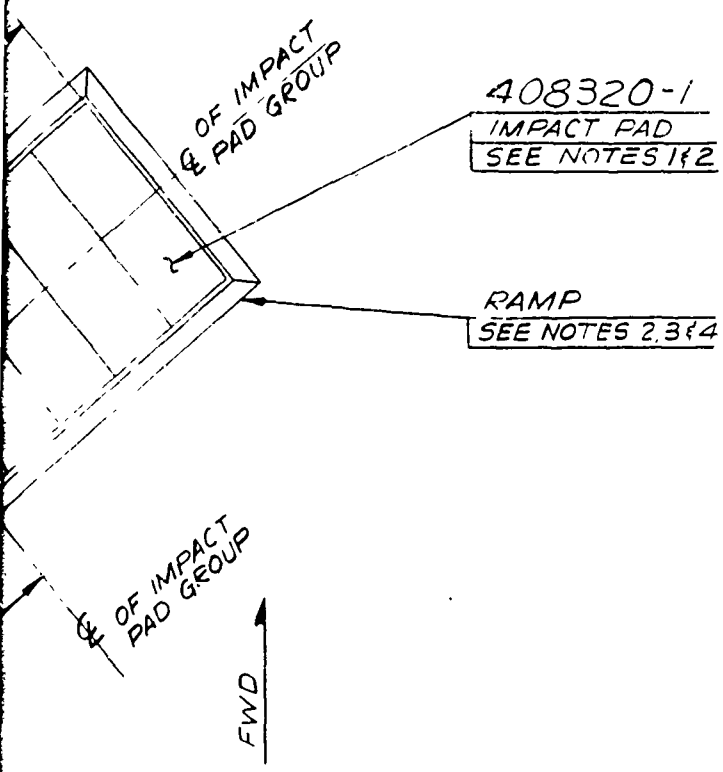 ℄ OF IMPACT
PAD GROUP
408320-1
IMPACT PAD
SEE NOTES 1&2
RAMP
SEE NOTES 2,3&4
℄ OF IMPACT
PAD GROUP
FWD